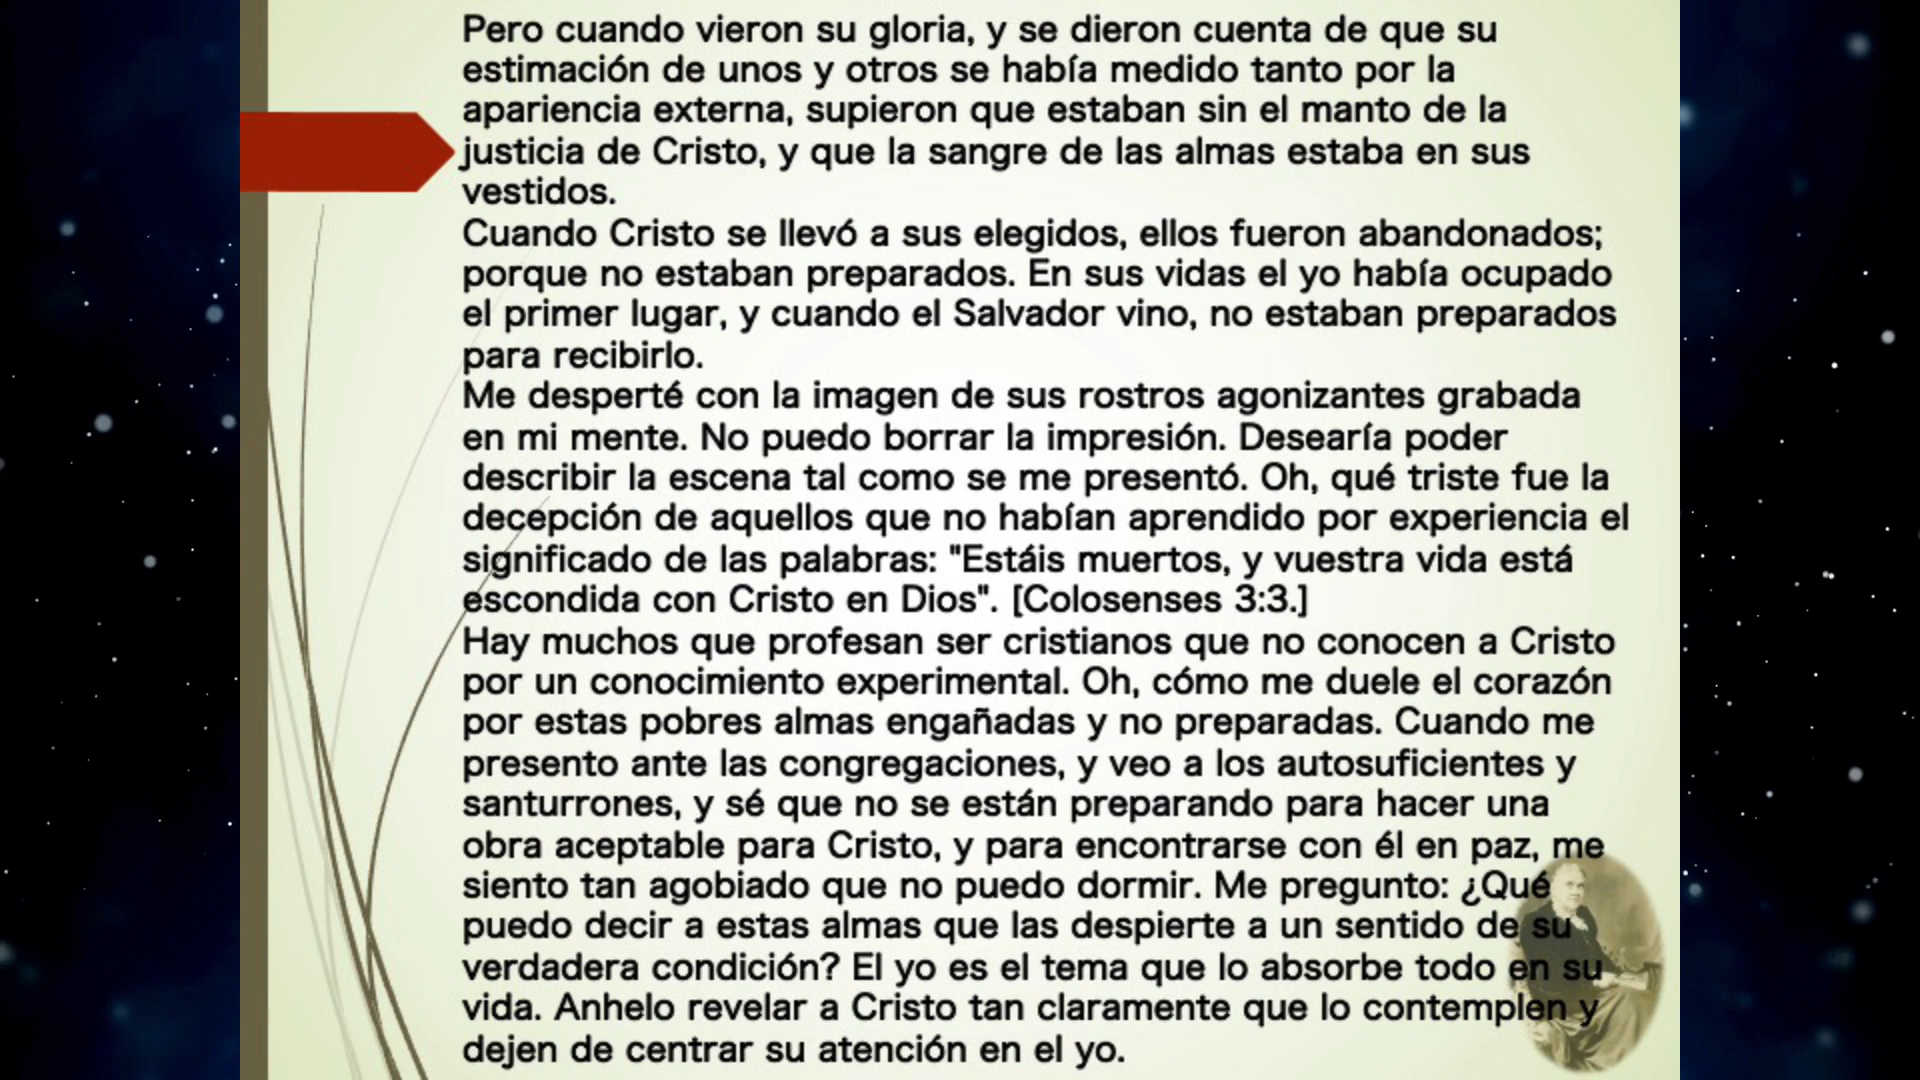 Pero cuando vieron su gloria, y se dieron cuenta de que su
estimación de unos y otros se había medido tanto por la
apariencia externa, supieron que estaban sin el manto de la
justicia de Cristo, y que la sangre de las almas estaba en sus
vestidos.
Cuando Cristo se llevó a sus elegidos, ellos fueron abandonados;
porque no estaban preparados. En sus vidas el yo había ocupado
el primer lugar, y cuando el Salvador vino, no estaban preparados
para recibirlo.
Me desperté con la imagen de sus rostros agonizantes grabada
en mi mente. No puedo borrar la impresión. Desearía poder
describir la escena tal como se me presentó. Oh, qué triste fue la
decepción de aquellos que no habían aprendido por experiencia el
significado de las palabras: "Estáis muertos, y vuestra vida está
escondida con Cristo en Dios". [Colosenses 3:3.]
Hay muchos que profesan ser cristianos que no conocen a Cristo
por un conocimiento experimental. Oh, cómo me duele el corazón
por estas pobres almas engañadas y no preparadas. Cuando me
presento ante las congregaciones, y veo a los autosuficientes y
santurrones, y sé que no se están preparando para hacer una
obra aceptable para Cristo, y para encontrarse con él en paz, me
siento tan agobiado que no puedo dormir. Me pregunto: ¿Qué
puedo decir a estas almas que las despierte a un sentido de su
verdadera condición? El yo es el tema que lo absorbe todo en su
vida. Anhelo revelar a Cristo tan claramente que lo contemplen y
dejen de centrar su atención en el yo.